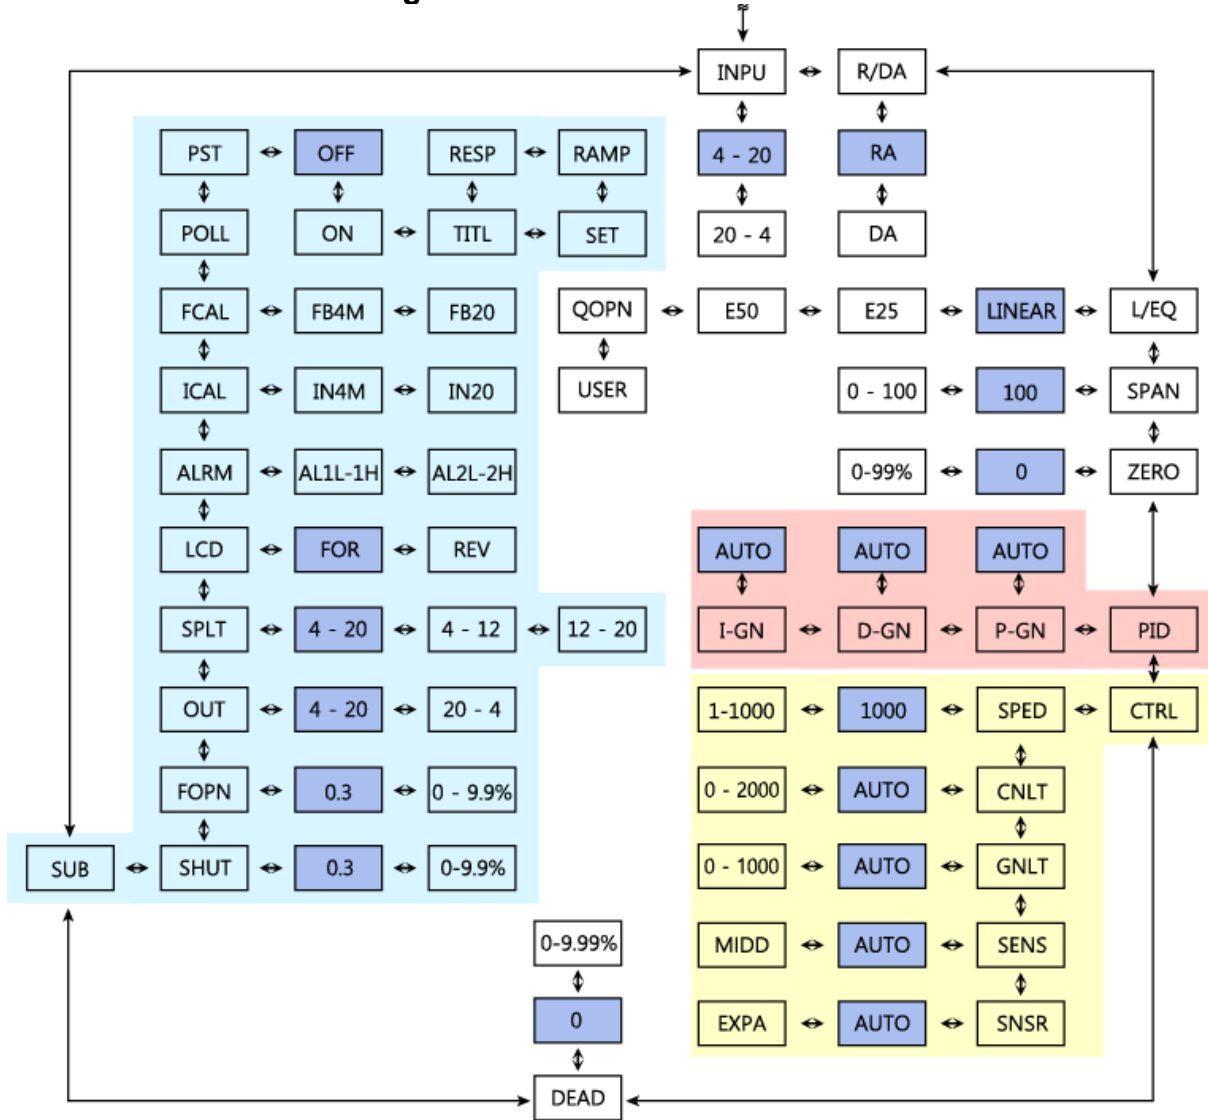 g
INPU R/DA
PST OFF RESP RAMP 4 - 20 RA
POLL ON TITL SET 20 - 4 DA
FCAL FB4M FB20 QOPN E50 E25 LINEAR L/EQ
ICAL IN4M IN20 USER 0 - 100 100 SPAN
ALRM AL1L-1H AL2L-2H 0-99% 0 ZERO
LCD FOR REV AUTO AUTO AUTO
SPLT 4 - 20 4 - 12 12 - 20 I-GN D-GN P-GN PID
OUT 4 - 20 20 - 4 1-1000 1000 SPED CTRL
FOPN 0.3 0 - 9.9% 0 - 2000 AUTO CNLT
SUB SHUT 0.3 0-9.9% 0 - 1000 AUTO GNLT
0-9.99% MIDD AUTO SENS
0 EXPA AUTO SNSR
DEAD